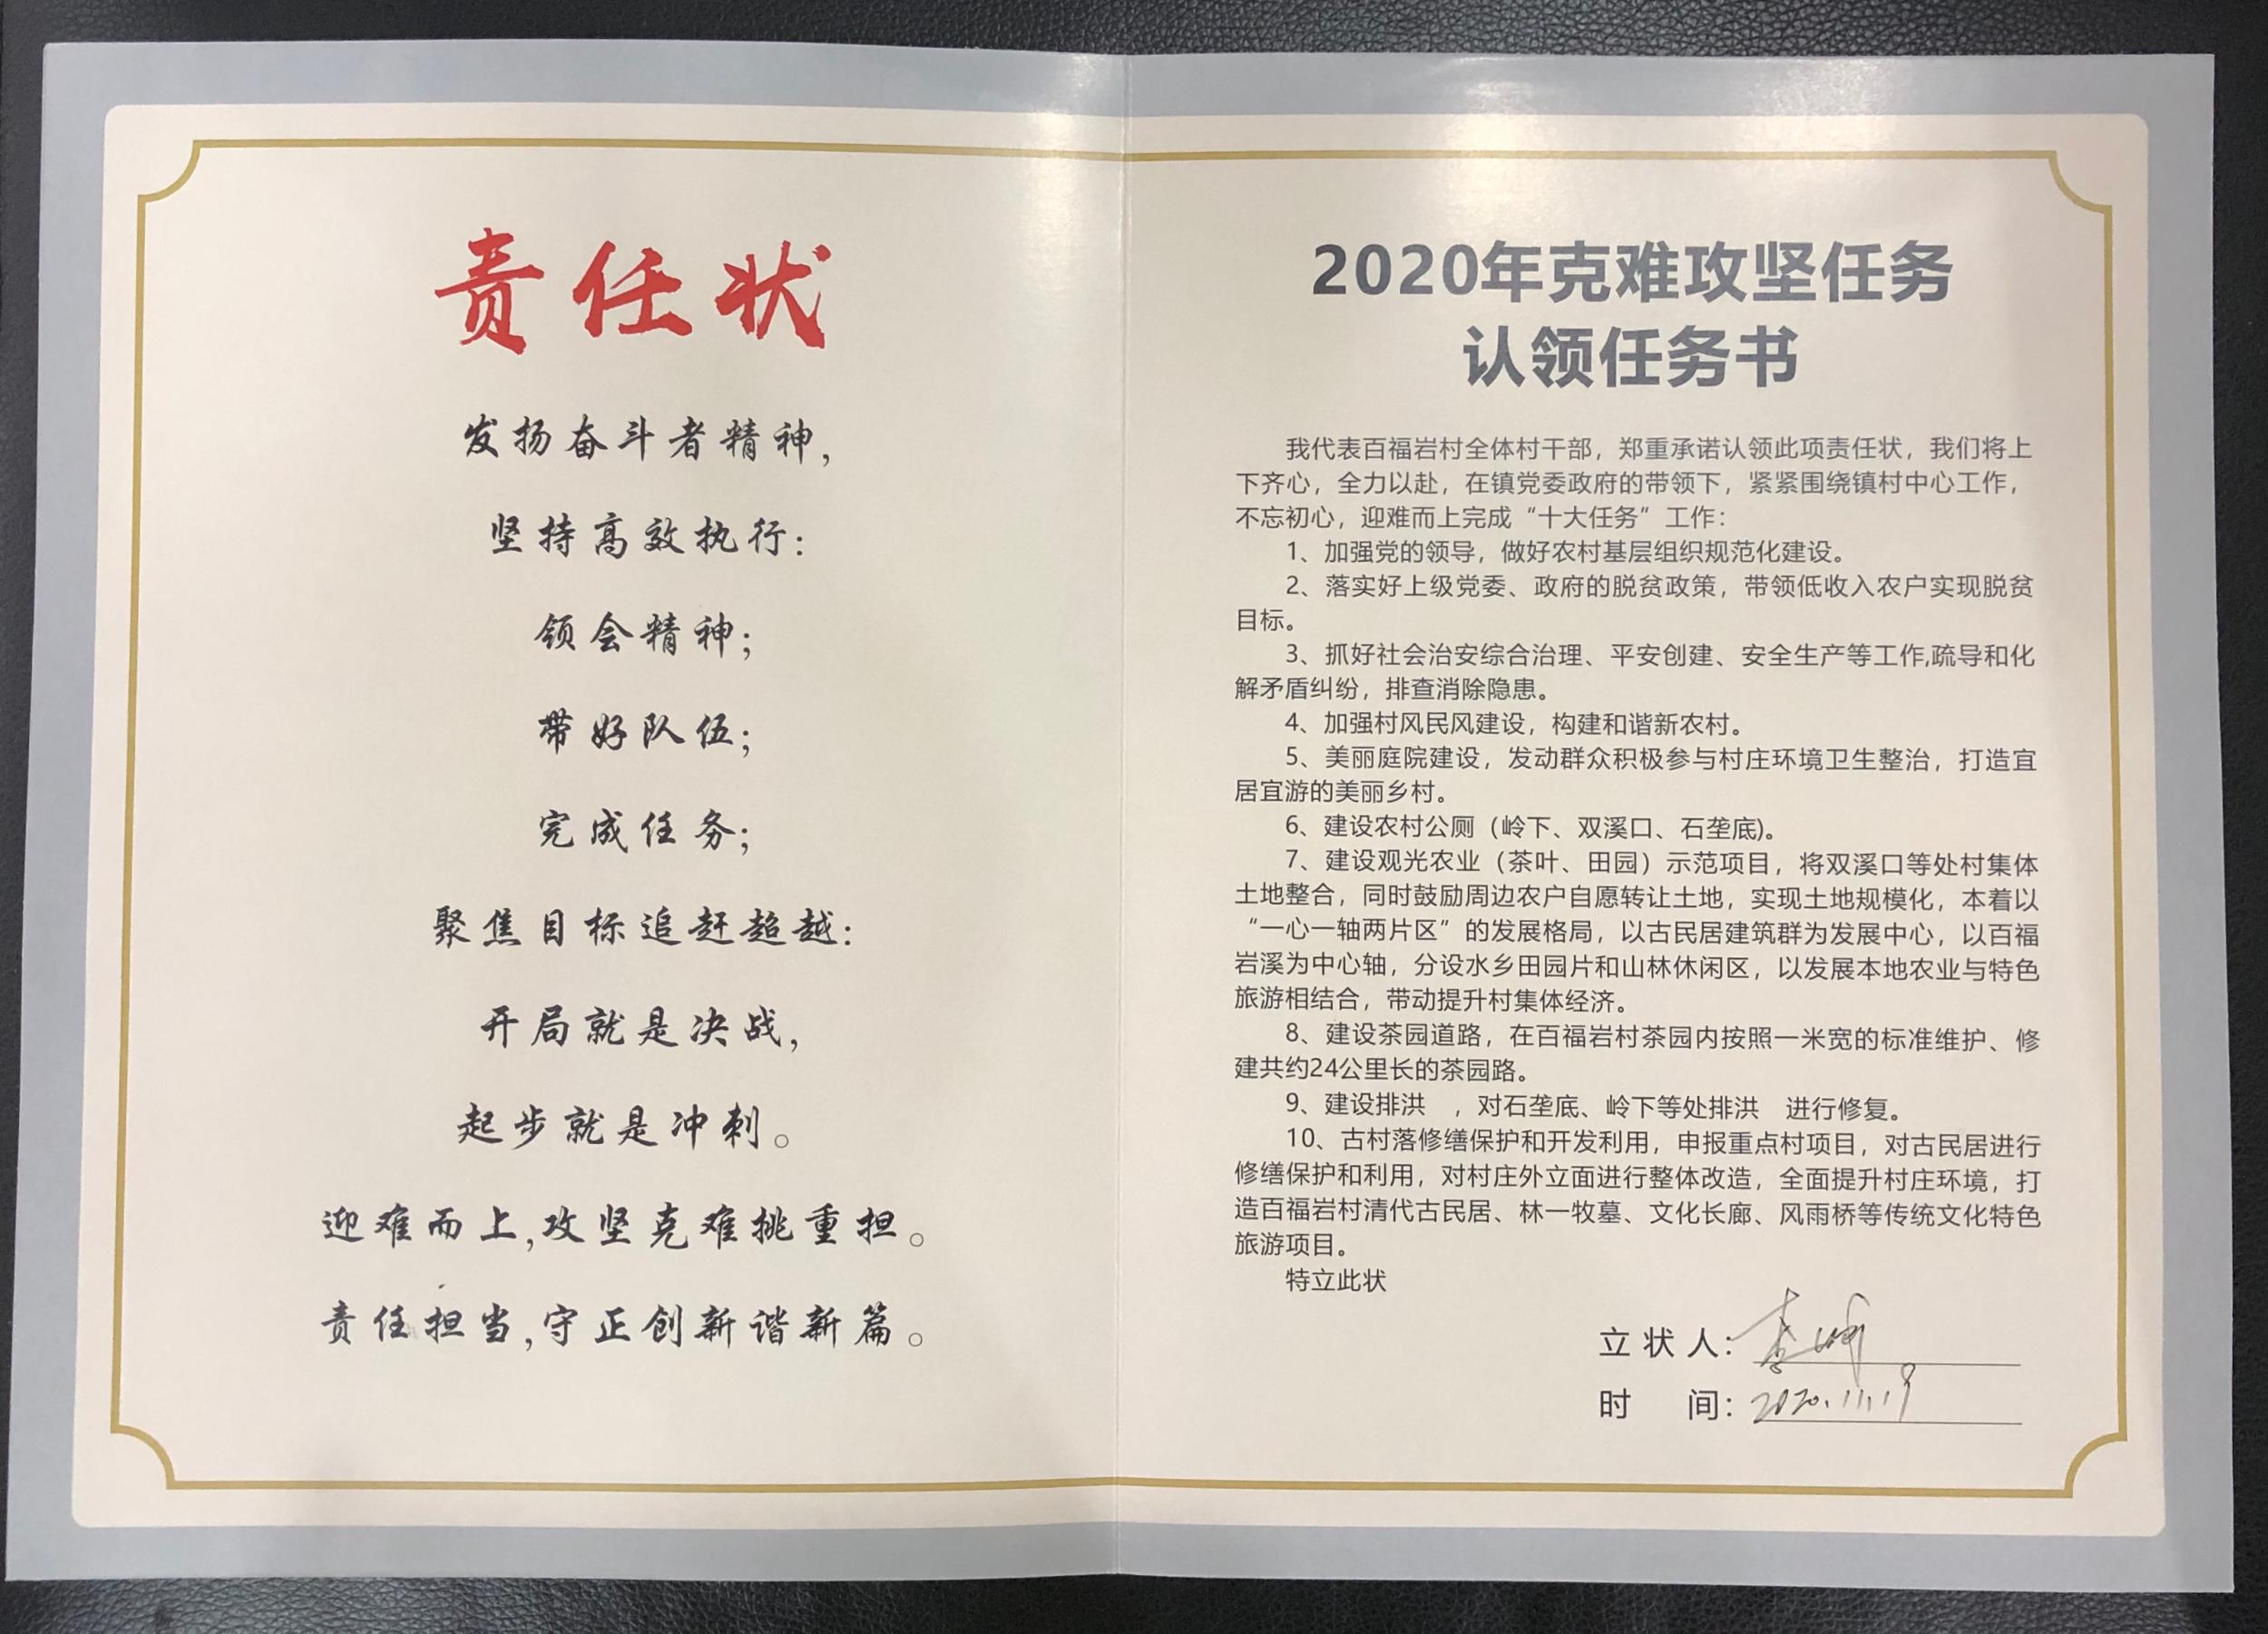 责任状
发扬奋斗者精神，
坚持高效执行：
领会精神；
带好队伍；
完成任务；
聚焦目标追赶超越：
开局就是决战，
起步就是冲刺。
迎难而上，攻坚克难挑重担。
责任担当，守正创新谐新篇。
2020年克难攻坚任务
认领任务书
我代表百福岩村全体村干部，郑重承诺认领此项责任状，我们将上
下齐心，全力以赴，在镇党委政府的带领下，紧紧围绕镇村中心工作，
不忘初心，迎难而上完成“十大任务”工作：
1、加强党的领导，做好农村基层组织规范化建设。
2、落实好上级党委、政府的脱贫政策，带领低收入农户实现脱贫
目标。
3、抓好社会治安综合治理、平安创建、安全生产等工作,疏导和化
解矛盾纠纷，排查消除隐患。
4、加强村风民风建设，构建和谐新农村。
5、美丽庭院建设，发动群众积极参与村庄环境卫生整治，打造宜
居宜游的美丽乡村。
6、建设农村公厕（岭下、双溪口、石垄底)。
7、建设观光农业（茶叶、田园）示范项目，将双溪口等处村集体
土地整合，同时鼓励周边农户自愿转让土地，实现土地规模化，本着以
“一心一轴两片区”的发展格局，以古民居建筑群为发展中心，以百福
岩溪为中心轴，分设水乡田园片和山林休闲区，以发展本地农业与特色
旅游相结合，带动提升村集体经济。
8、建设茶园道路，在百福岩村茶园内按照一米宽的标准维护、修
建共约24公里长的茶园路。
9、建设排洪　，对石垄底、岭下等处排洪　进行修复。
10、古村落修缮保护和开发利用，申报重点村项目，对古民居进行
修缮保护和利用，对村庄外立面进行整体改造，全面提升村庄环境，打
造百福岩村清代古民居、林一牧墓、文化长廊、风雨桥等传统文化特色
旅游项目。
特立此状
立状人：
时　间：2020.11.19